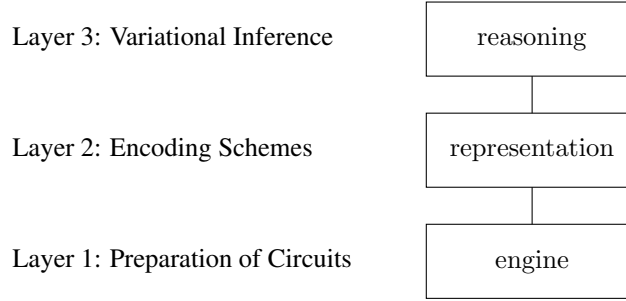 Layer 3: Variational Inference reasoning
Layer 2: Encoding Schemes representation
Layer 1: Preparation of Circuits engine